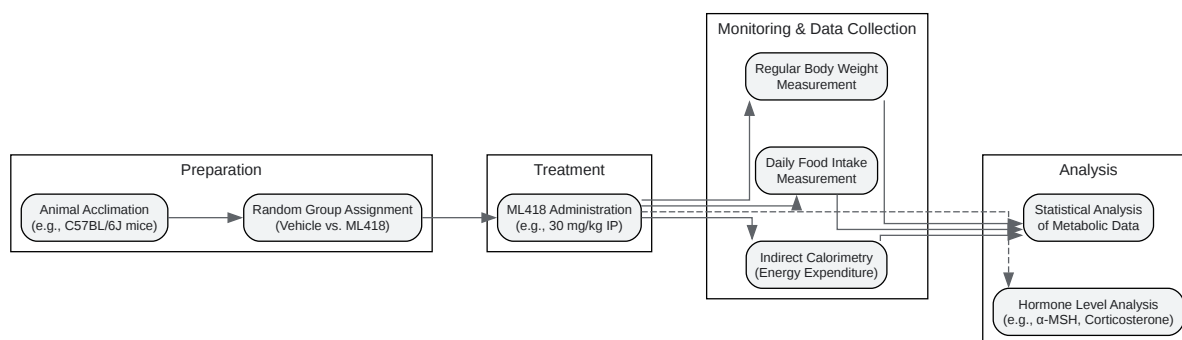 Preparation
Animal Acclimation
(e.g., C57BL/6J mice)
Random Group Assignment
(Vehicle vs. ML418)
Treatment
ML418 Administration
(e.g., 30 mg/kg IP)
Monitoring & Data Collection
Regular Body Weight
Measurement
Daily Food Intake
Measurement
Indirect Calorimetry
(Energy Expenditure)
Analysis
Statistical Analysis
of Metabolic Data
Hormone Level Analysis
(e.g., α-MSH, Corticosterone)